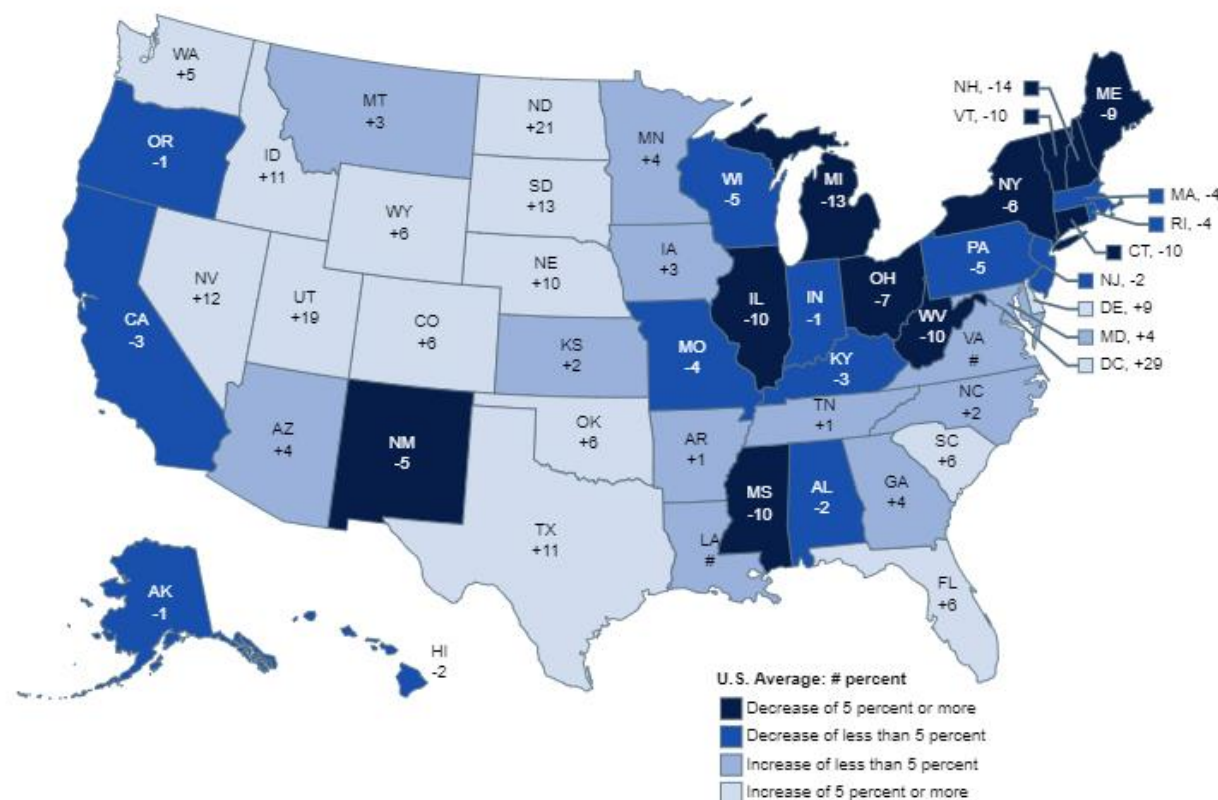 WA
+5
OR
-1
CA
-3
ID
+11
NV
+12
MT
+3
WY
+6
UT
+19
AZ
+4
CO
+6
NM
-5
ND
+21
SD
+13
NE
+10
KS
+2
OK
+6
TX
+11
MN
+4
IA
+3
MO
-4
AR
+1
LA
#
WI
-5
IL
-10
MS
-10
MI
-13
IN
-1
KY
-3
TN
+1
AL
-2
OH
-7
WV
-10
VA
#
NC
+2
SC
+6
GA
+4
FL
+6
PA
-5
NY
-6
ME
-9
NH, -14
VT, -10
MA, -4
RI, -4
CT, -10
NJ, -2
DE, +9
MD, +4
DC, +29
AK
-1
HI
-2
U.S. Average: # percent
Decrease of 5 percent or more
Decrease of less than 5 percent
Increase of less than 5 percent
Increase of 5 percent or more